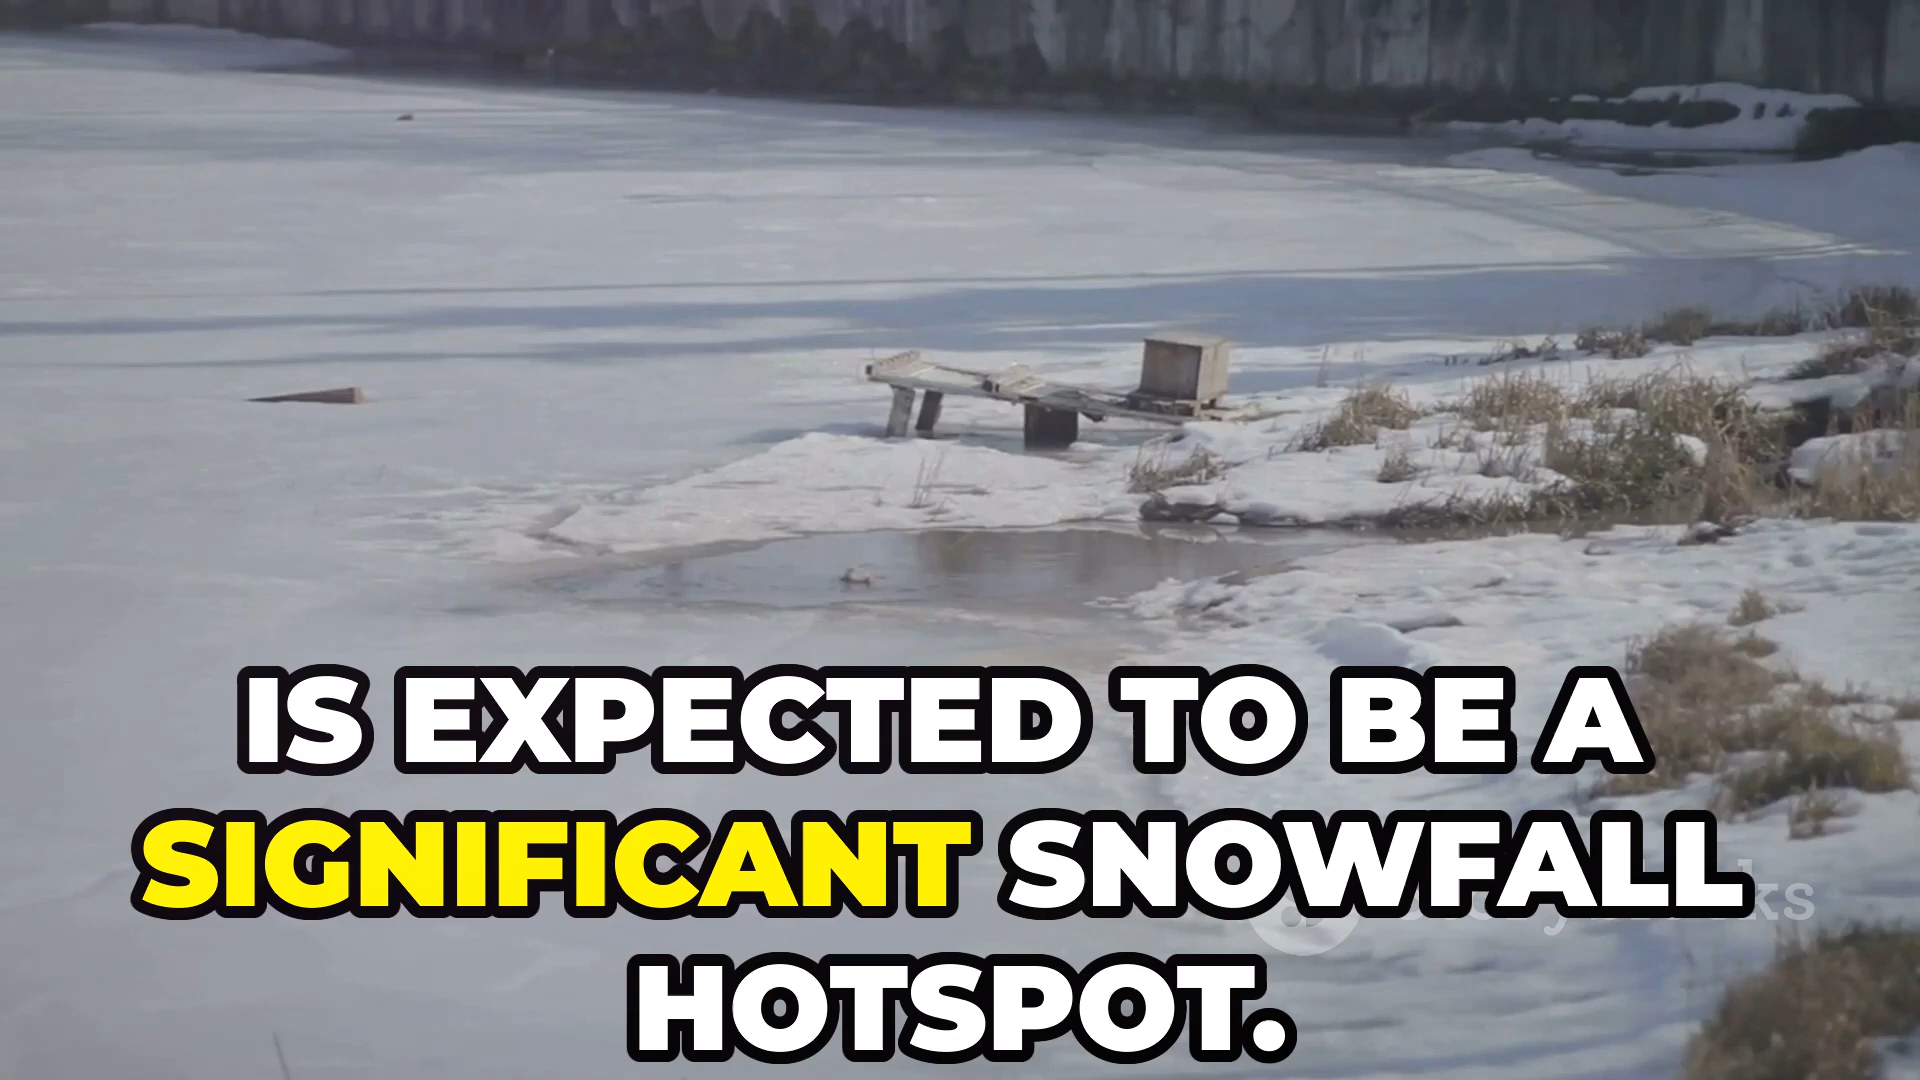 IS EXPECTED TO BE A
SIGNIFICANT SNOWFALL
HOTSPOT.